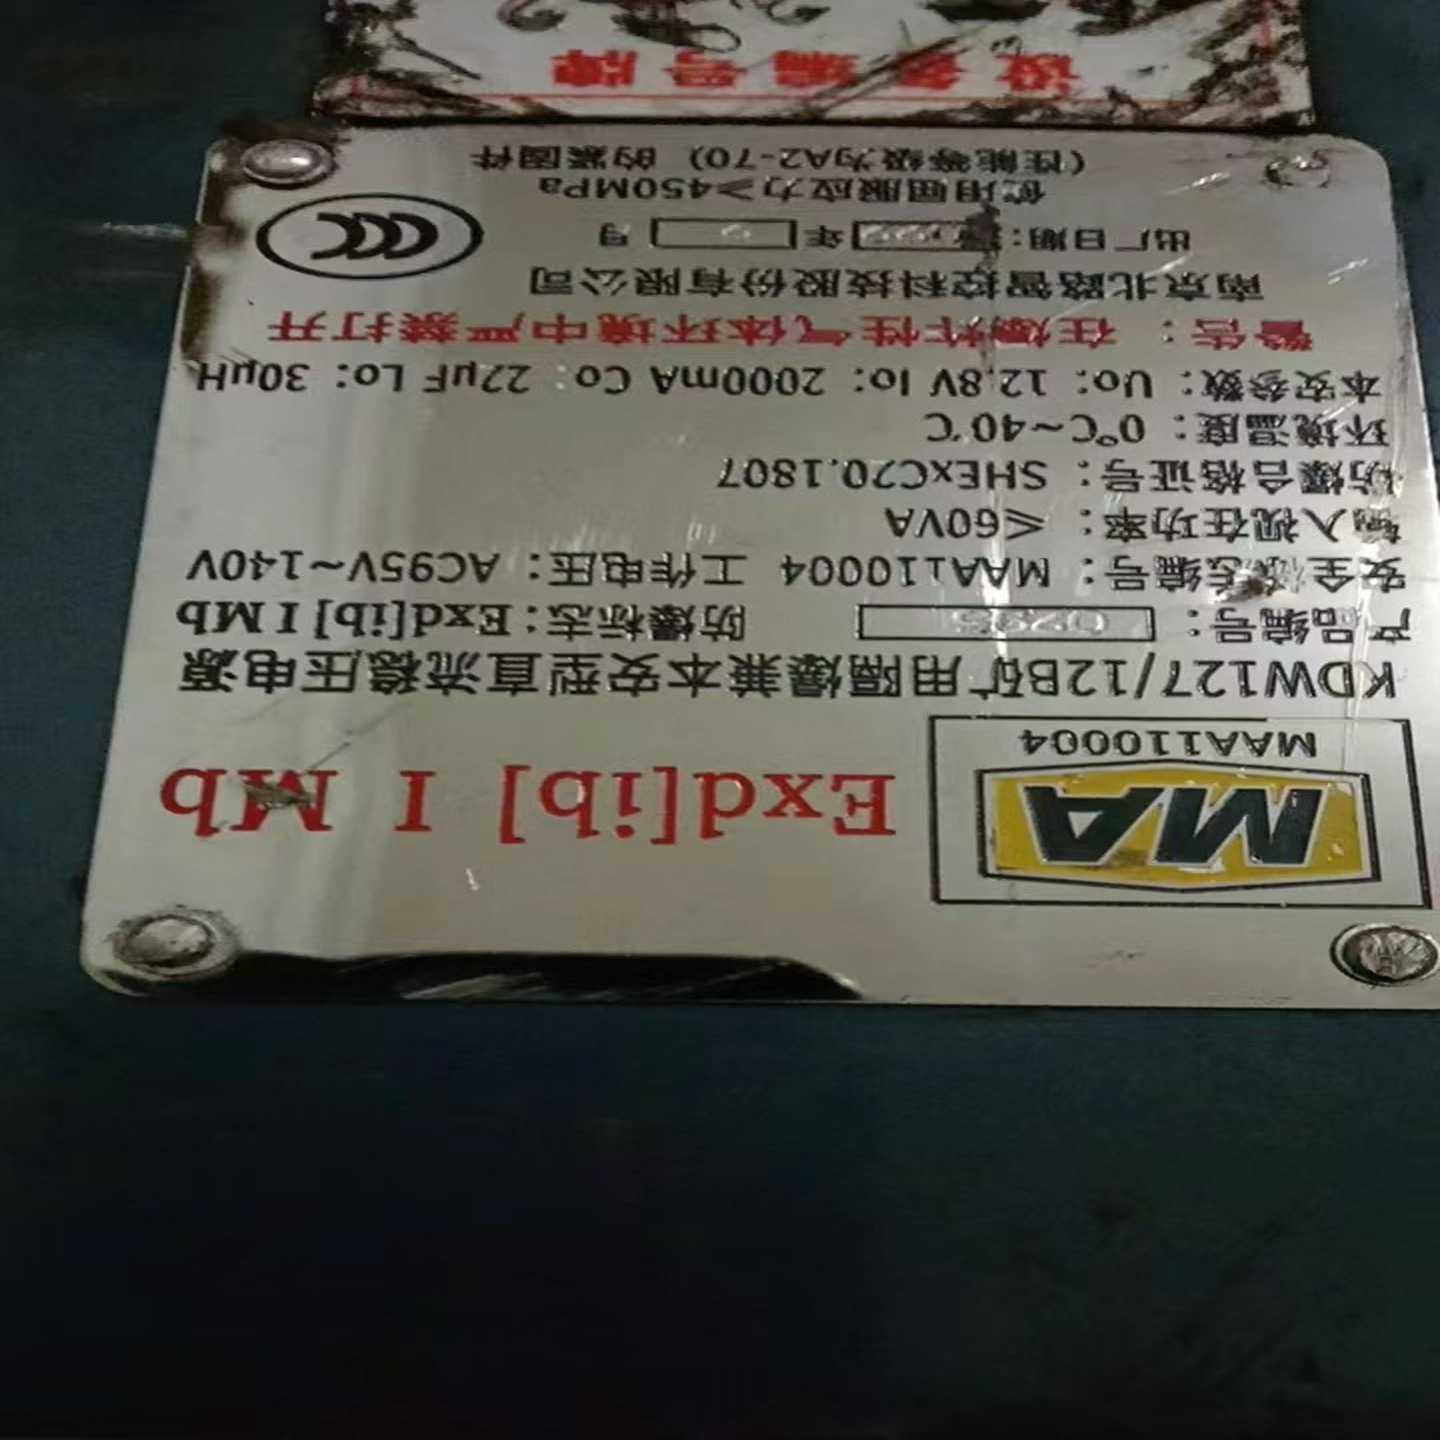 MA
MAA110004
Exd[ib] I Mb
KDW127/12B矿用隔爆兼本安型直流稳压电源
产品编号： 防爆标志：Exd[ib] I Mb
安全标志编号：MAA110004 工作电压：AC95V~140V
输入视在功率：≤60VA
防爆合格证号：SHExC20.1807
环境温度：0℃~40℃
本安参数：Uo：12.8V Io：2000mA Co：22μF Lo：30μH
警告：在爆炸性气体环境中严禁打开
南京北路智控科技股份有限公司
出厂日期： 年 月
使用屈服应力≥450MPa
（性能等级为A2-70）的紧固件
CCC
设备编号牌